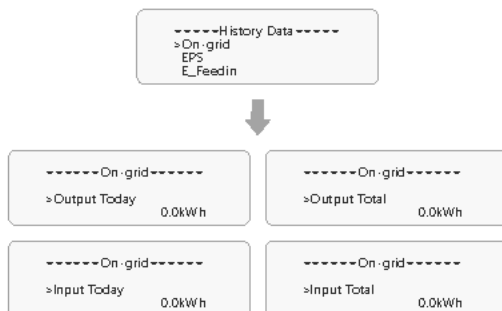 -----History Data-----
>On-grid
EPS
E_Feedin
------On-grid------
>Output Today
0.0kWh
------On-grid------
>Output Total
0.0kWh
------On-grid------
>Input Today
0.0kWh
------On-grid------
>Input Total
0.0kWh